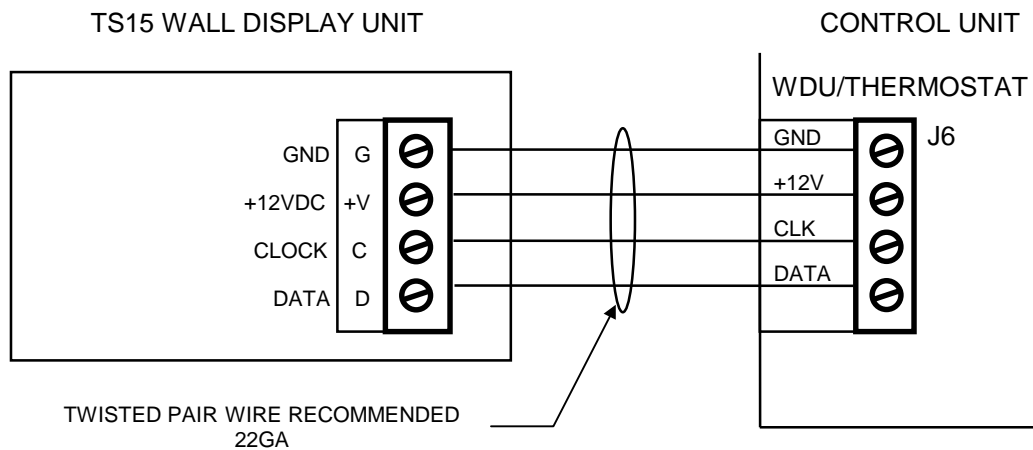 TS15 WALL DISPLAY UNIT
CONTROL UNIT
WDU/THERMOSTAT
J6
GND G
+12VDC +V
CLOCK C
DATA D
GND
+12V
CLK
DATA
TWISTED PAIR WIRE RECOMMENDED
22GA